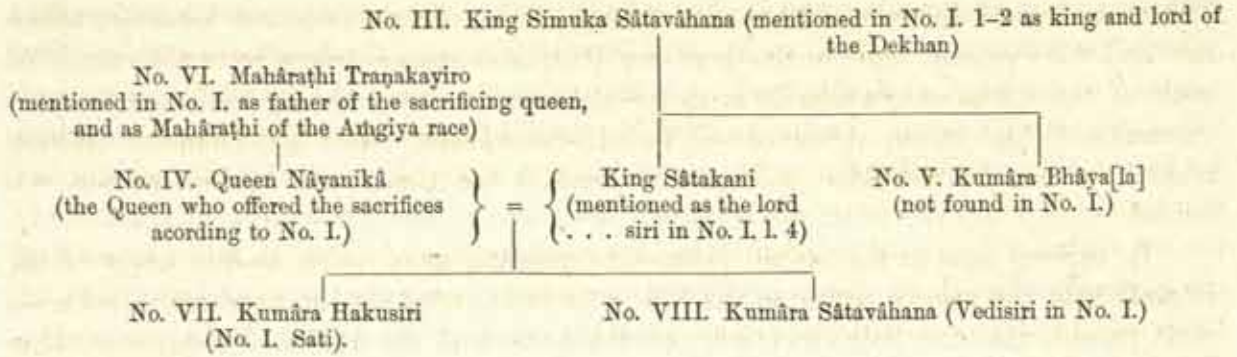 No. III. King Simuka Sâtavâhana (mentioned in No. I. 1–2 as king and lord of
the Dekhan)
No. VI. Mahârathi Traṇakayiro
(mentioned in No. I. as father of the sacrificing queen,
and as Mahâraṭhi of the Aṁgiya race)
No. IV. Queen Nâyanikâ
(the Queen who offered the sacrifices
acording to No. I.)
=
King Sâtakani
(mentioned as the lord
. . . siri in No. I. l. 4)
No. V. Kumâra Bhâya[la]
(not found in No. I.)
No. VII. Kumâra Hakusiri
(No. I. Sati).
No. VIII. Kumâra Sâtavâhana (Vedisiri in No. I.)